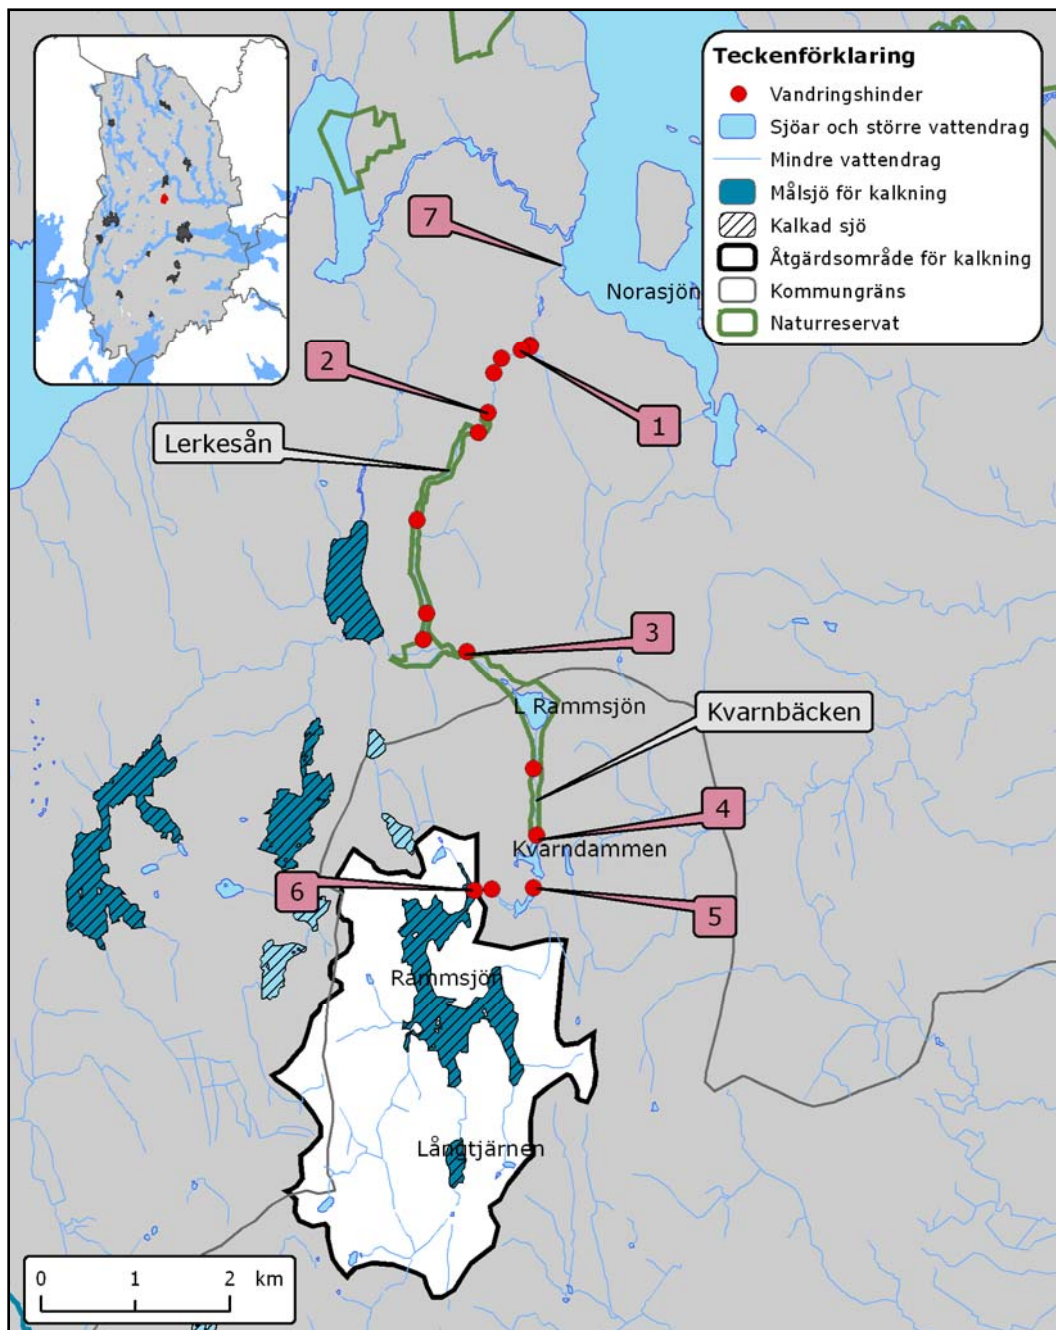 Teckenförklaring
Vandringshinder
Sjöar och större vattendrag
Mindre vattendrag
Målsjö för kalkning
Kalkad sjö
Åtgärdsområde för kalkning
Kommungräns
Naturreservat
7
Norasjön
2
1
Lerkesån
3
L Rammsjön
Kvarnbäcken
4
Kvarndammen
6
5
Rammsjön
Långtjärnen
0 1 2 km